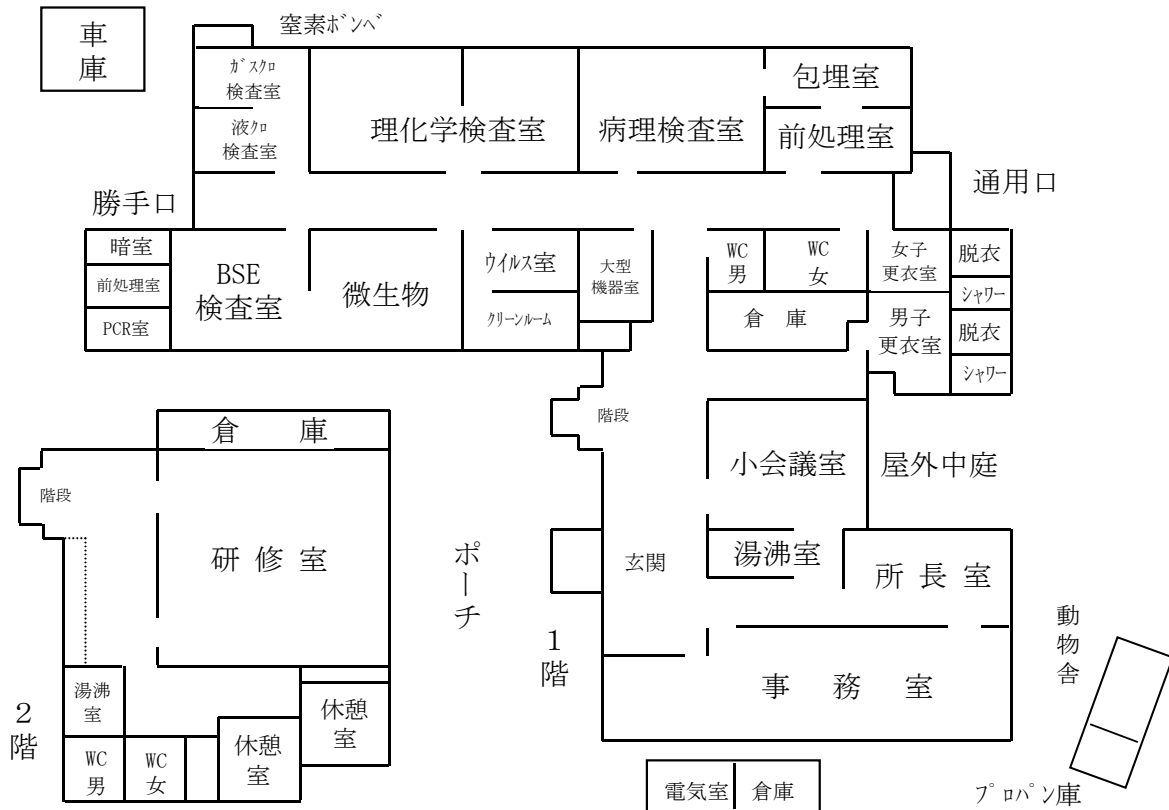 車
庫
窒素ﾎﾞﾝﾍﾞ
ｶﾞｽｸﾛ
検査室
液ｸﾛ
検査室
理化学検査室
病理検査室
包埋室
前処理室
勝手口
通用口
暗室
前処理室
PCR室
BSE
検査室
微生物
ｳｲﾙｽ室
ｸﾘｰﾝﾙｰﾑ
大型
機器室
WC
男
WC
女
倉　庫
女子
更衣室
男子
更衣室
脱衣
ｼｬﾜｰ
脱衣
ｼｬﾜｰ
階段
小会議室
屋外中庭
玄関
湯沸室
所 長 室
事　務　室
ポーチ
１階
倉　　庫
階段
研 修 室
湯沸
室
WC
男
WC
女
休憩
室
休憩
室
２
階
動物舎
ﾌﾟﾛﾊﾟﾝ庫
電気室
倉庫